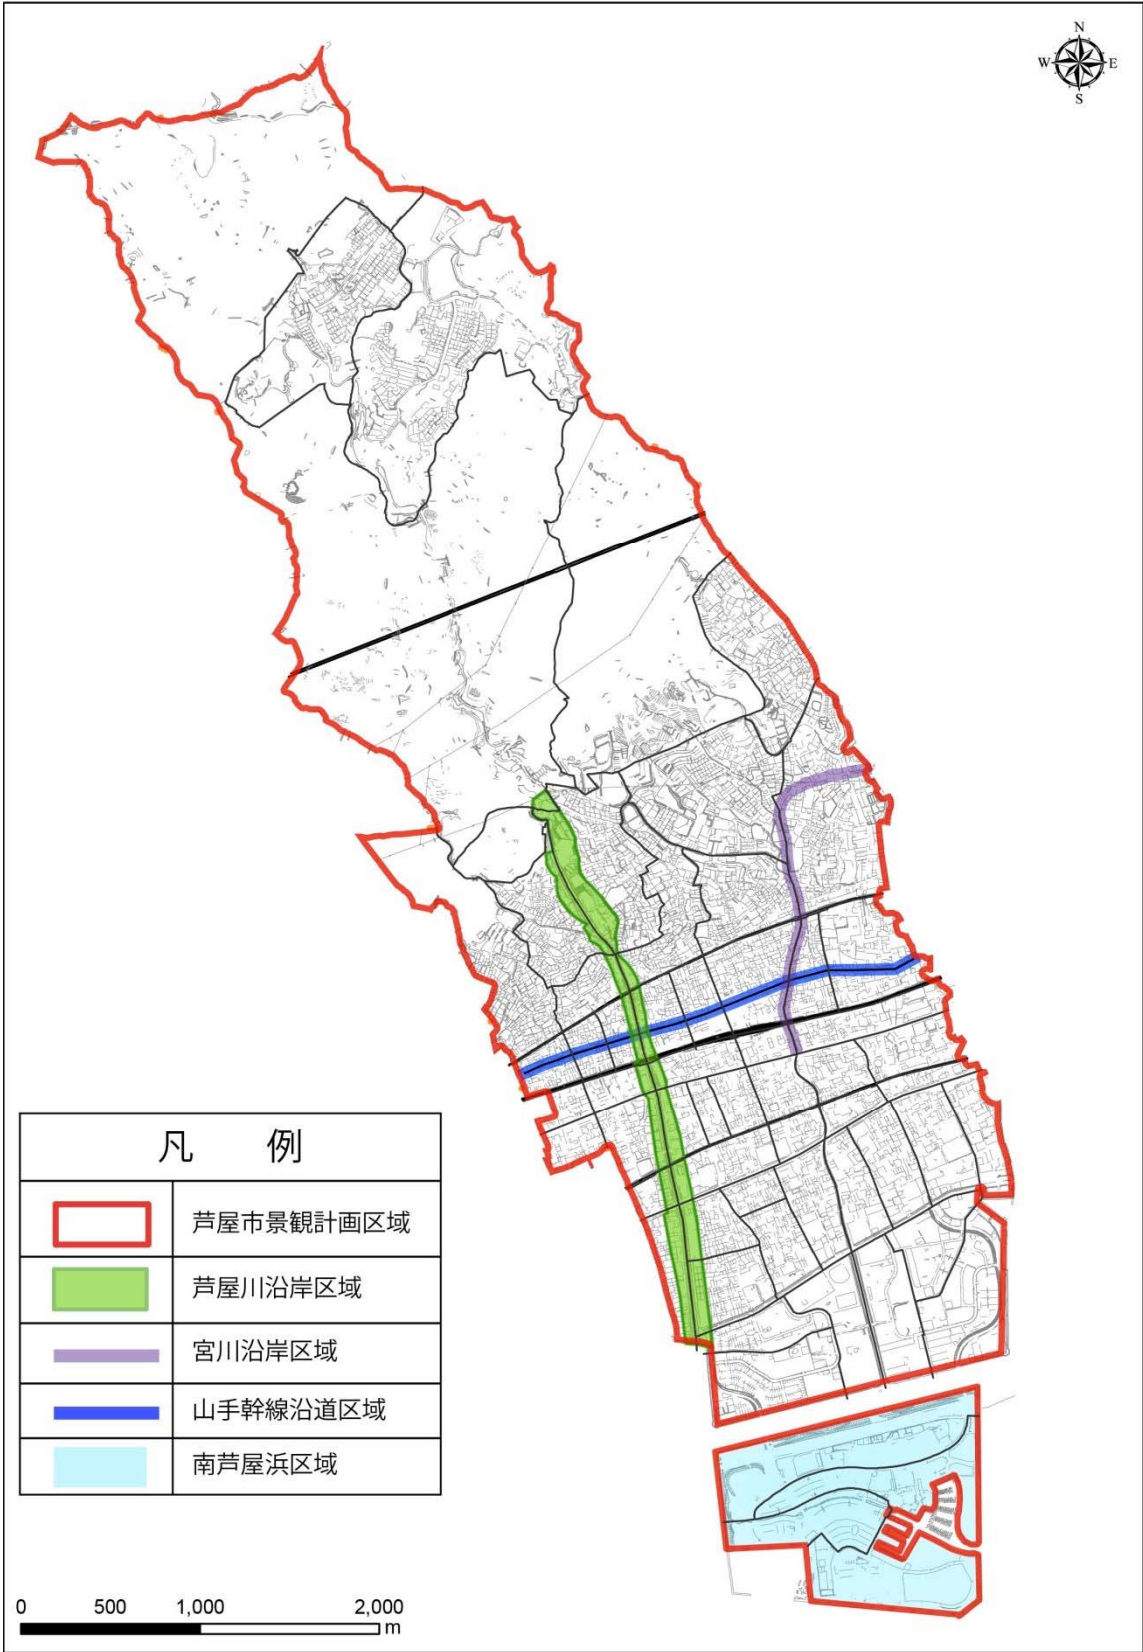 N
W E
S
凡 例
芦屋市景観計画区域
芦屋川沿岸区域
宮川沿岸区域
山手幹線沿道区域
南芦屋浜区域
0 500 1,000 2,000
m